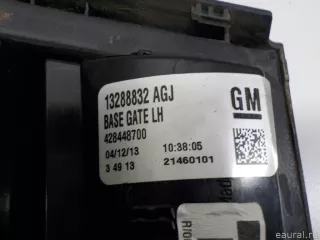 13288832 AGJ
BASE GATE LH
428448700
04/12/13 10:38:05
3 49 13 21460101
GM
Mad
eaural.ru